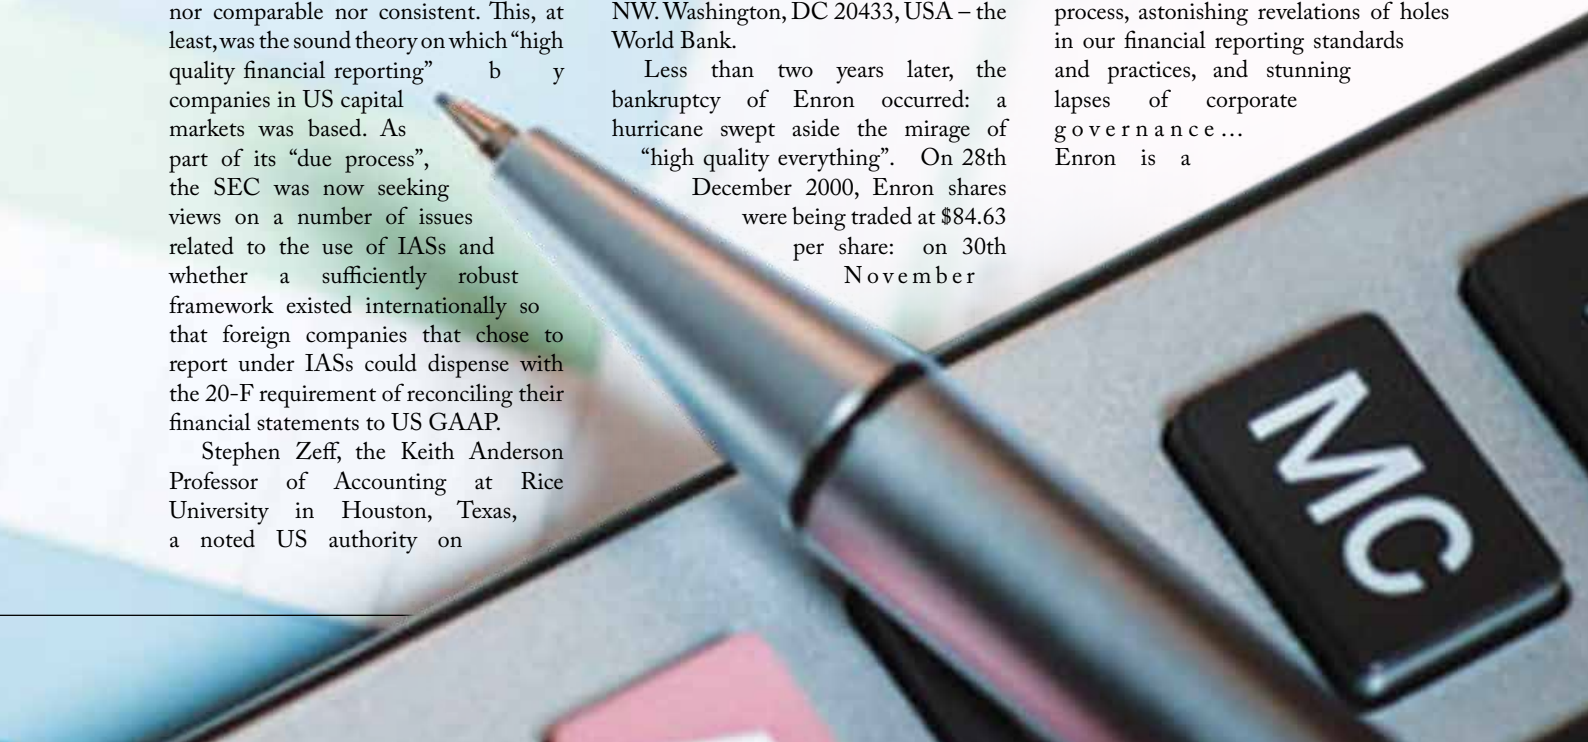 nor comparable nor consistent. This, at
least, was the sound theory on which “high
quality financial reporting” b y
companies in US capital
markets was based. As
part of its “due process”,
the SEC was now seeking
views on a number of issues
related to the use of IASs and
whether a sufficiently robust
framework existed internationally so
that foreign companies that chose to
report under IASs could dispense with
the 20-F requirement of reconciling their
financial statements to US GAAP.
Stephen Zeff, the Keith Anderson
Professor of Accounting at Rice
University in Houston, Texas,
a noted US authority on
NW. Washington, DC 20433, USA – the
World Bank.
Less than two years later, the
bankruptcy of Enron occurred: a
hurricane swept aside the mirage of
“high quality everything”. On 28th
December 2000, Enron shares
were being traded at $84.63
per share: on 30th
November
process, astonishing revelations of holes
in our financial reporting standards
and practices, and stunning
lapses of corporate
governance…
Enron is a
MC